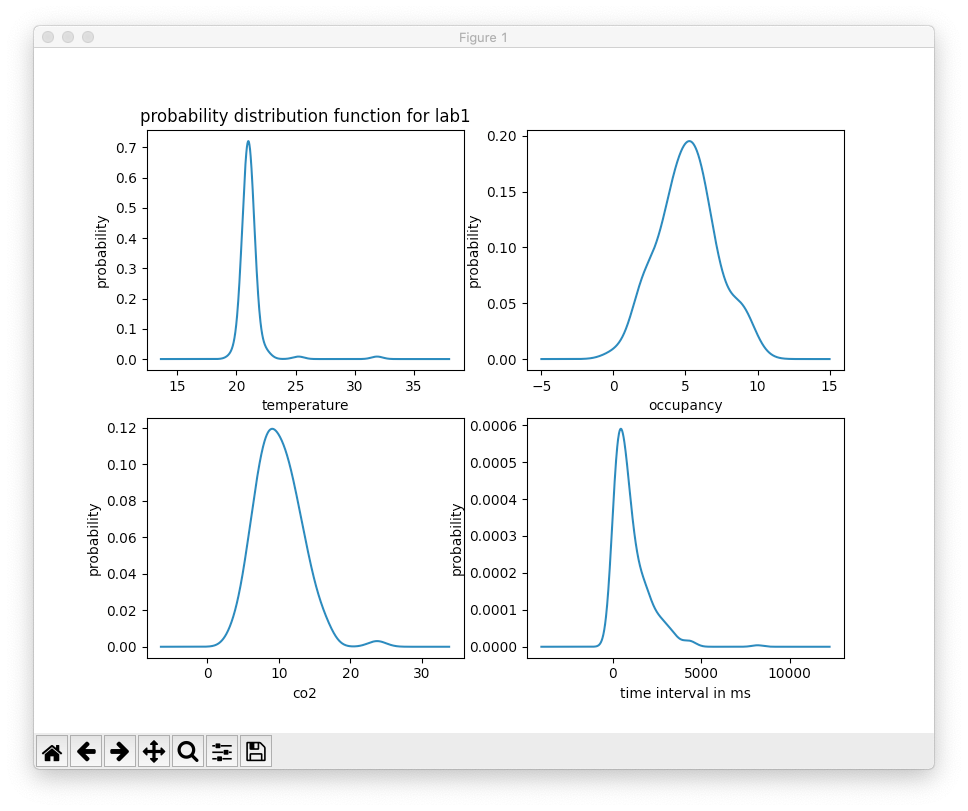 Figure 1
probability distribution function for lab1
0.7
0.6
0.5
0.4
0.3
0.2
0.1
0.0
probability
15 20 25 30 35
temperature
0.20
0.15
0.10
0.05
0.00
probability
−5 0 5 10 15
occupancy
0.12
0.10
0.08
0.06
0.04
0.02
0.00
probability
0 10 20 30
co2
0.0006
0.0005
0.0004
0.0003
0.0002
0.0001
0.0000
probability
0 5000 10000
time interval in ms